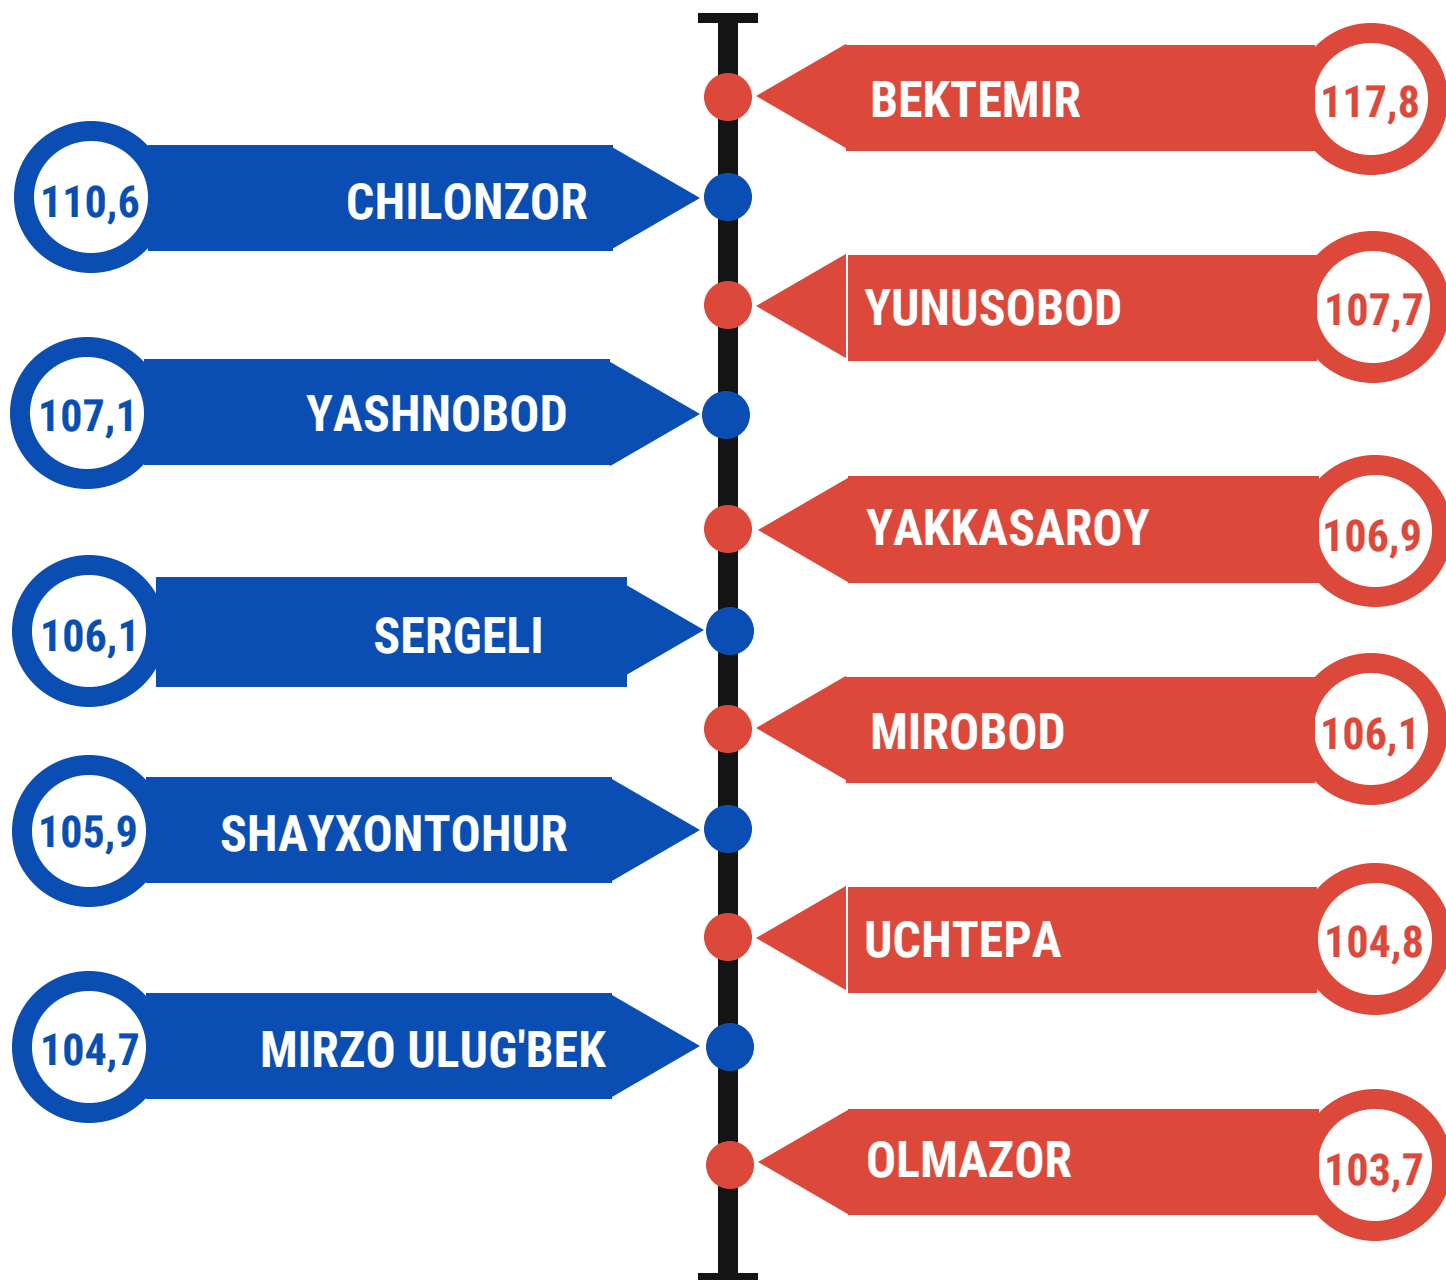 BEKTEMIR 117,8
110,6 CHILONZOR
YUNUSOBOD 107,7
107,1 YASHNOBOD
YAKKASAROY 106,9
106,1 SERGELI
MIROBOD 106,1
105,9 SHAYXONTOHUR
UCHTEPA 104,8
104,7 MIRZO ULUG'BEK
OLMAZOR 103,7